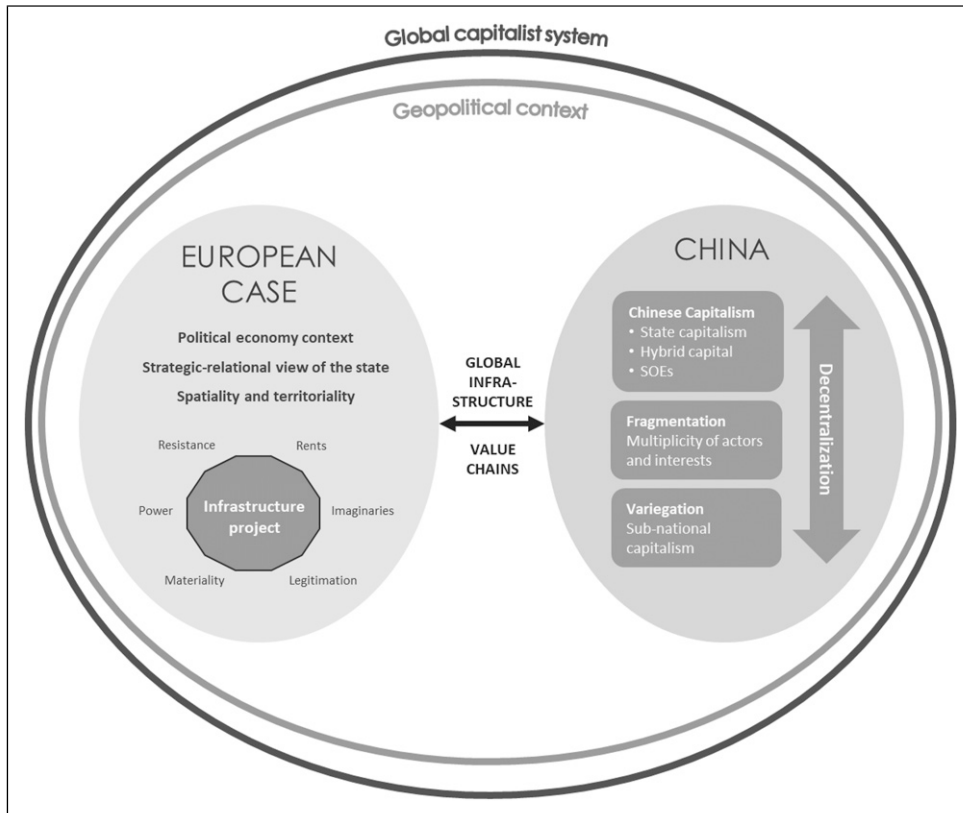 Global capitalist system
Geopolitical context
EUROPEAN
CASE
Political economy context
Strategic-relational view of the state
Spatiality and territoriality
Resistance
Rents
Power
Infrastructure
project
Imaginaries
Materiality
Legitimation
GLOBAL
INFRA-
STRUCTURE
VALUE
CHAINS
CHINA
Chinese Capitalism
• State capitalism
• Hybrid capital
• SOEs
Fragmentation
Multiplicity of actors
and interests
Variegation
Sub-national
capitalism
Decentralization